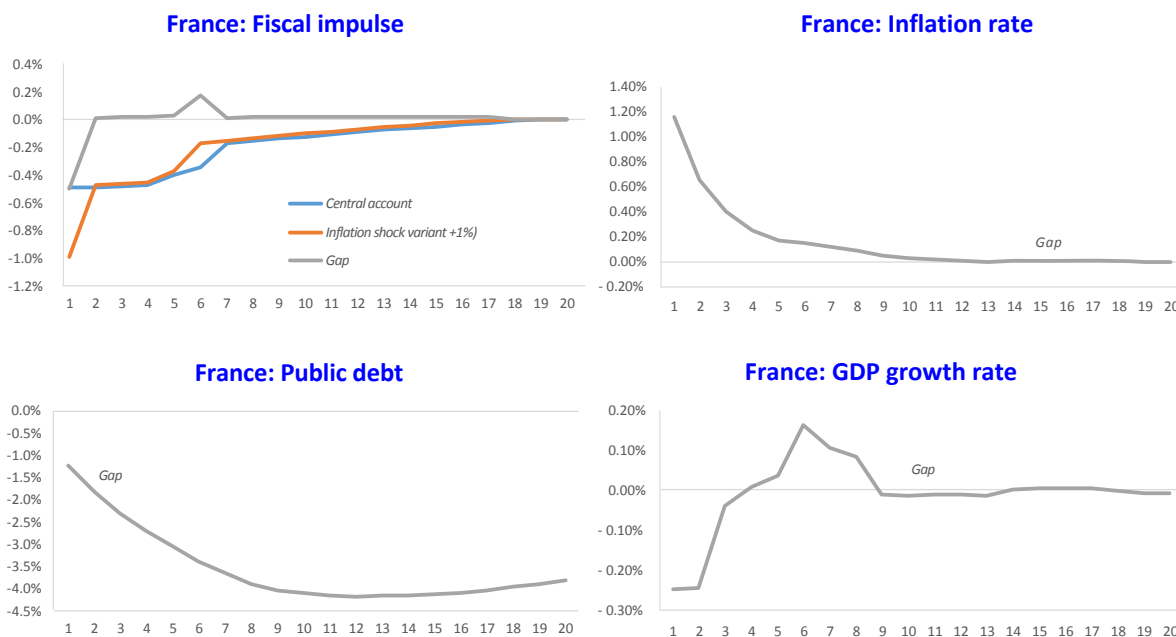 France: Fiscal impulse
0.4%
0.2%
0.0%
-0.2%
-0.4%
-0.6%
-0.8%
-1.0%
-1.2%
Central account
Inflation shock variant +1%)
Gap
1 2 3 4 5 6 7 8 9 10 11 12 13 14 15 16 17 18 19 20
France: Inflation rate
1.40%
1.20%
1.00%
0.80%
0.60%
0.40%
0.20%
0.00%
- 0.20%
Gap
1 2 3 4 5 6 7 8 9 10 11 12 13 14 15 16 17 18 19 20
France: Public debt
0.0%
-0.5%
-1.0%
-1.5%
-2.0%
-2.5%
-3.0%
-3.5%
-4.0%
-4.5%
Gap
1 2 3 4 5 6 7 8 9 10 11 12 13 14 15 16 17 18 19 20
France: GDP growth rate
0.20%
0.10%
0.00%
- 0.10%
- 0.20%
- 0.30%
Gap
1 2 3 4 5 6 7 8 9 10 11 12 13 14 15 16 17 18 19 20